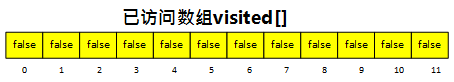 已访问数组visited[]
false false false false false false false false false false false false
0 1 2 3 4 5 6 7 8 9 10 11